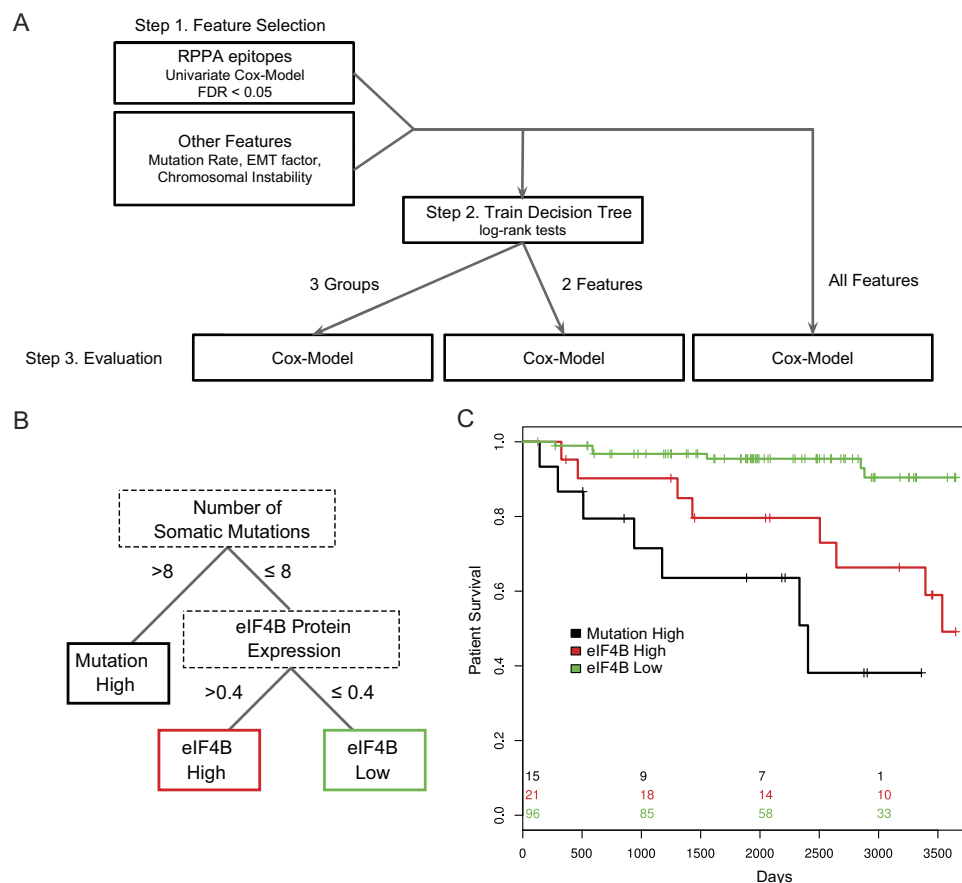 A
Step 1. Feature Selection
RPPA epitopes
Univariate Cox-Model
FDR < 0.05
Other Features
Mutation Rate, EMT factor,
Chromosomal Instability
Step 2. Train Decision Tree
log-rank tests
3 Groups
2 Features
All Features
Step 3. Evaluation
Cox-Model
Cox-Model
Cox-Model
B
Number of
Somatic Mutations
>8
≤ 8
eIF4B Protein
Expression
Mutation
High
>0.4
≤ 0.4
eIF4B
High
eIF4B
Low
C
Patient Survival
1.0
0.8
0.6
0.4
0.2
0.0
Mutation High
eIF4B High
eIF4B Low
15 9 7 1
21 18 14 10
96 85 58 33
0 500 1000 1500 2000 2500 3000 3500
Days